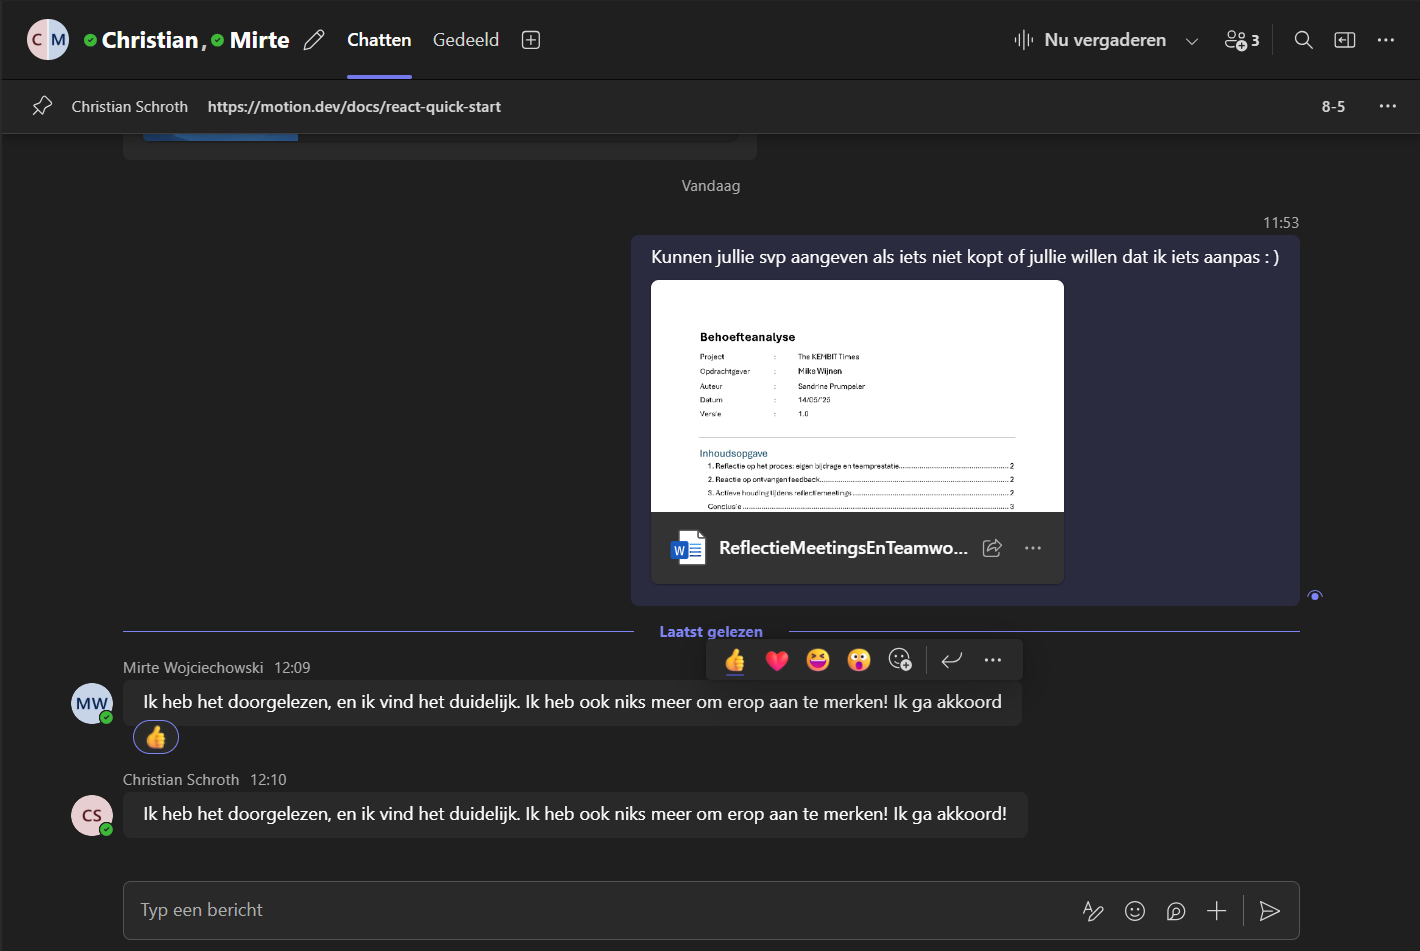 C M Christian, Mirte Chatten Gedeeld Nu vergaderen 3
Christian Schroth https://motion.dev/docs/react-quick-start 8-5
Vandaag
11:53
Kunnen jullie svp aangeven als iets niet kopt of jullie willen dat ik iets aanpas : )
Behoefteanalyse
Project : The KEMBIT Times
Opdrachtgever : Mike Wijnen
Auteur : Sandrine Prumpeler
Datum :
Versie : 1.0
Inhoudsopgave
1. Reflectie op het proces: eigen bijdrage en teamprestatie 2
2. Reactie op ontvangen feedback 2
3. Actieve houding tijdens reflectiemeetings 2
Conclusie 3
W ReflectieMeetingsEnTeamwo...
Laatst gelezen
Mirte Wojciechowski 12:09
MW Ik heb het doorgelezen, en ik vind het duidelijk. Ik heb ook niks meer om erop aan te merken! Ik ga akkoord
Christian Schroth 12:10
CS Ik heb het doorgelezen, en ik vind het duidelijk. Ik heb ook niks meer om erop aan te merken! Ik ga akkoord!
Typ een bericht